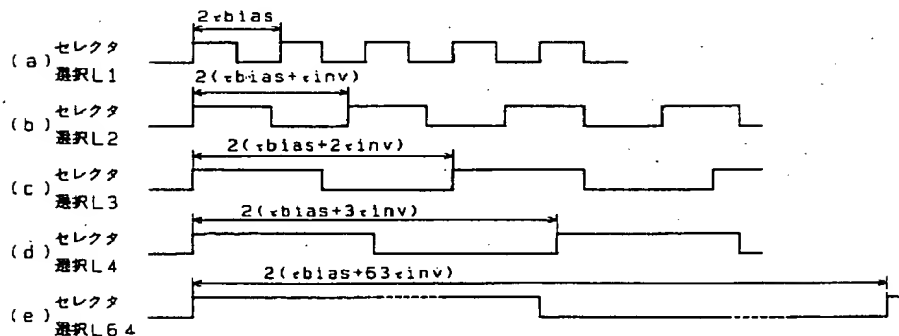 2τbias
(a) セレクタ
選択L1
2(τbias+τinv)
(b) セレクタ
選択L2
2(τbias+2τinv)
(c) セレクタ
選択L3
2(τbias+3τinv)
(d) セレクタ
選択L4
2(τbias+63τinv)
(e) セレクタ
選択L64